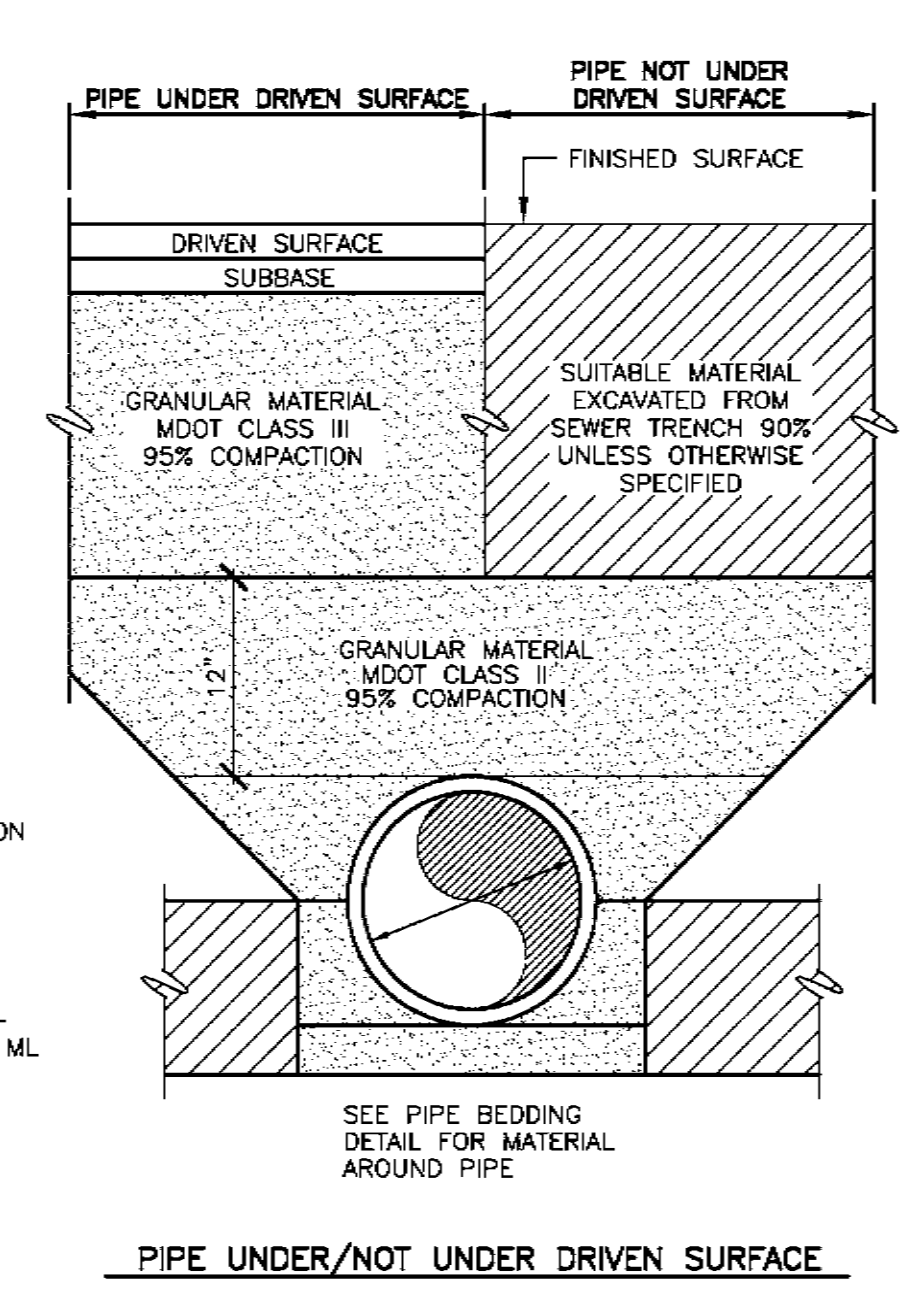 PIPE UNDER DRIVEN SURFACE
PIPE NOT UNDER
DRIVEN SURFACE
FINISHED SURFACE
DRIVEN SURFACE
SUBBASE
GRANULAR MATERIAL
MDOT CLASS III
95% COMPACTION
SUITABLE MATERIAL
EXCAVATED FROM
SEWER TRENCH 90%
UNLESS OTHERWISE
SPECIFIED
12"
GRANULAR MATERIAL
MDOT CLASS II
95% COMPACTION
ON
ML
SEE PIPE BEDDING
DETAIL FOR MATERIAL
AROUND PIPE
PIPE UNDER/NOT UNDER DRIVEN SURFACE